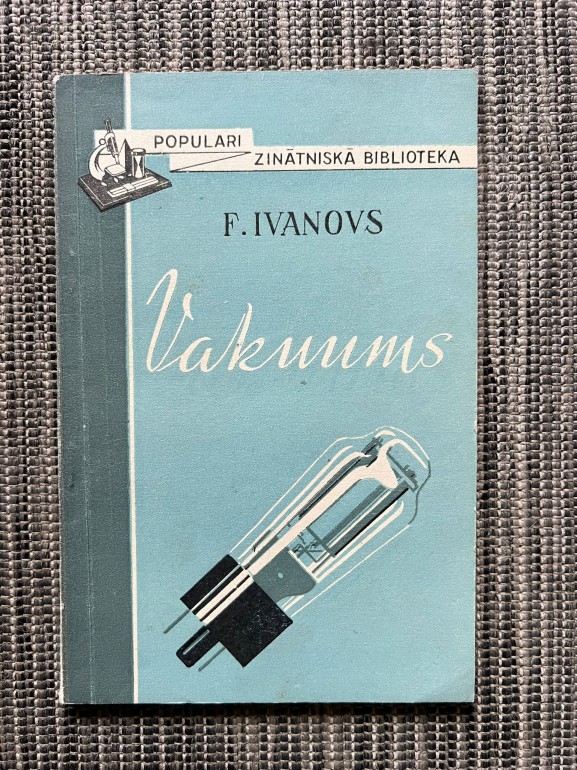 POPULARI
ZINĀTNISKĀ BIBLIOTEKA
F. IVANOVS
Vakuums